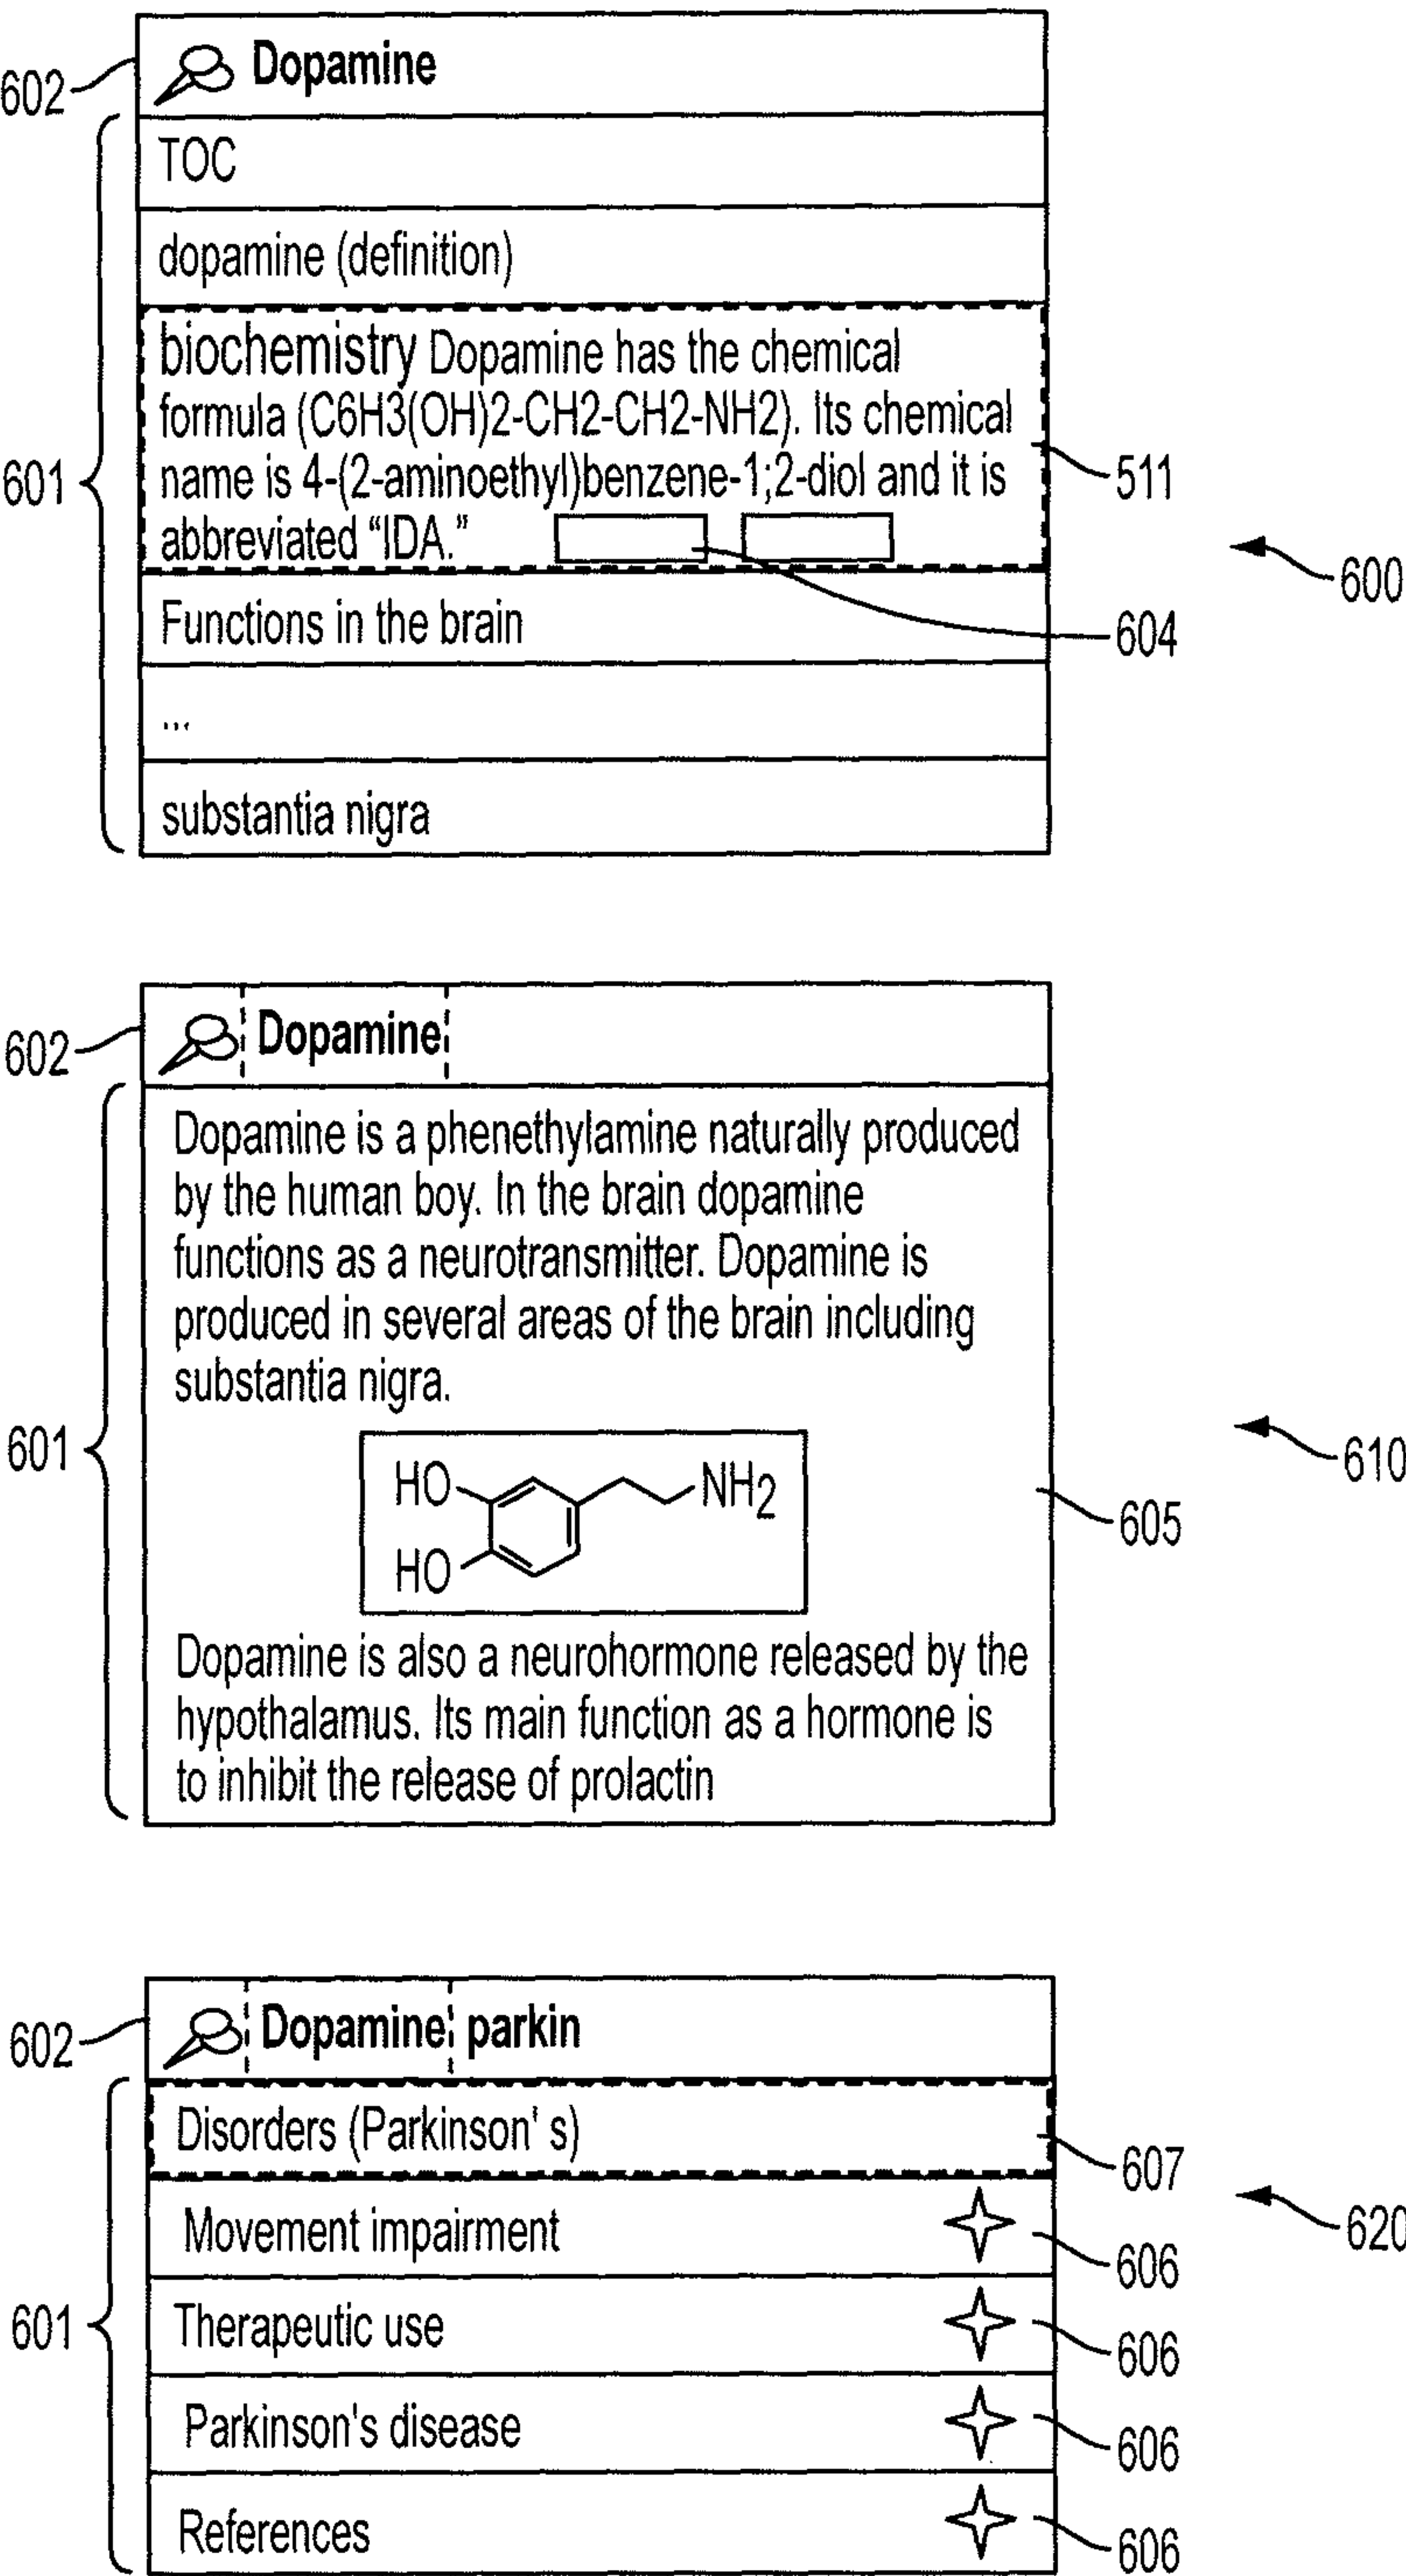 602
Dopamine
TOC
dopamine (definition)
biochemistry Dopamine has the chemical
formula (C6H3(OH)2-CH2-CH2-NH2). Its chemical
name is 4-(2-aminoethyl)benzene-1;2-diol and it is
abbreviated “IDA.”
601
511
600
604
Functions in the brain
...
substantia nigra
602
Dopamine
Dopamine is a phenethylamine naturally produced
by the human boy. In the brain dopamine
functions as a neurotransmitter. Dopamine is
produced in several areas of the brain including
substantia nigra.
601
610
605
HO
NH2
HO
Dopamine is also a neurohormone released by the
hypothalamus. Its main function as a hormone is
to inhibit the release of prolactin
602
Dopamine parkin
Disorders (Parkinson' s)
607
620
Movement impairment
606
601
Therapeutic use
606
Parkinson's disease
606
References
606